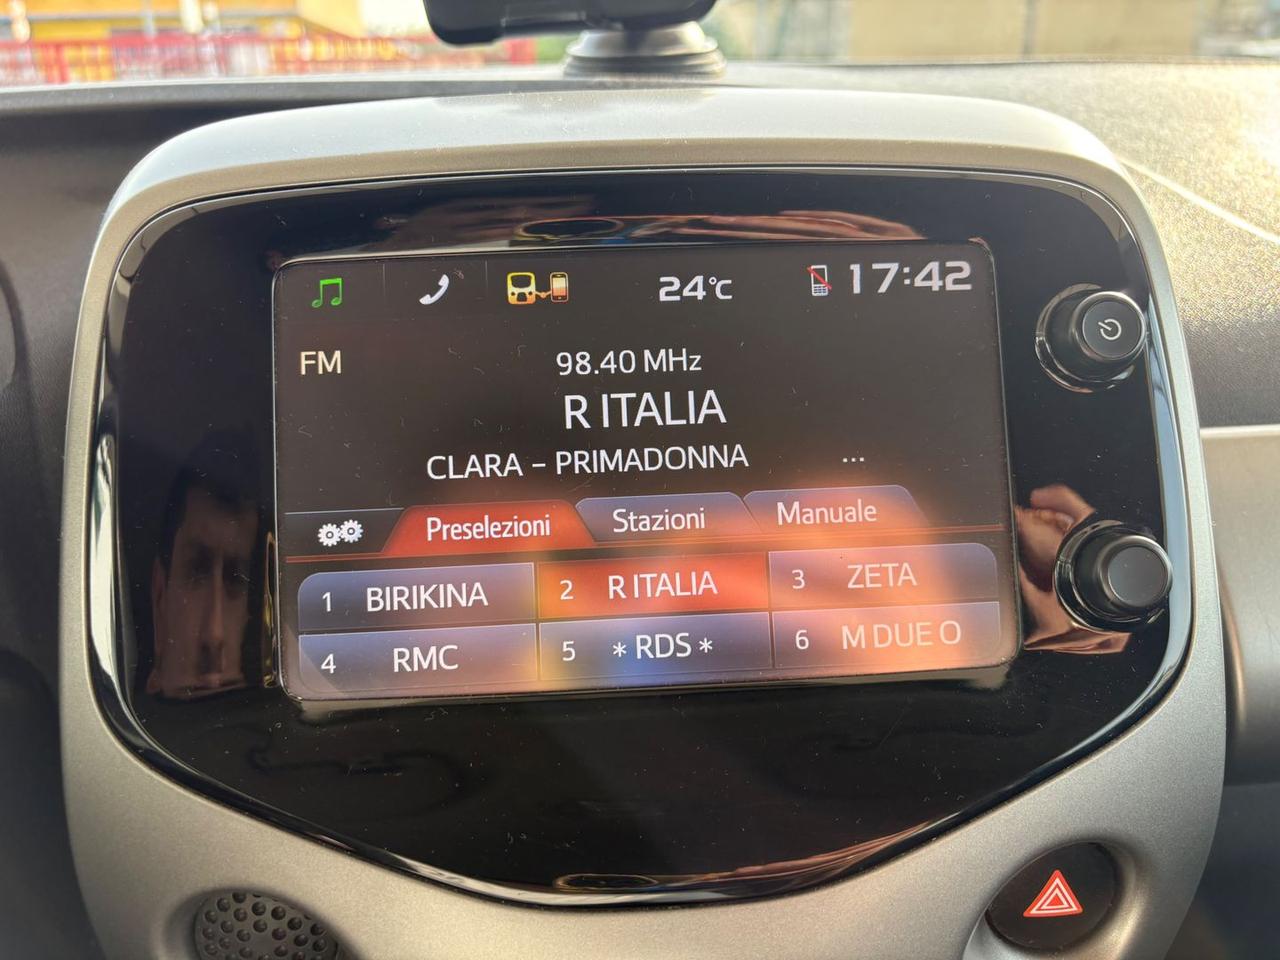 24°C 17:42
FM 98.40 MHz
R ITALIA
CLARA - PRIMADONNA ...
Preselezioni Stazioni Manuale
1 BIRIKINA 2 R ITALIA 3 ZETA
4 RMC 5 *RDS* 6 M DUE O